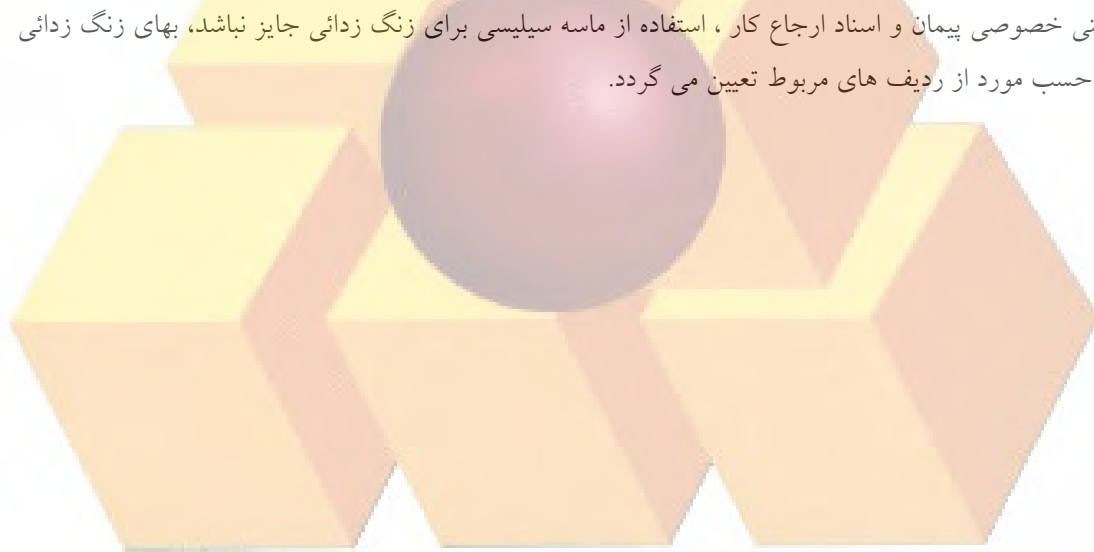 نی خصوصی پیمان و اسناد ارجاع کار ، استفاده از ماسه سیلیسی برای زنگ زدائی جایز نباشد، بهای زنگ زدائی
حسب مورد از ردیف های مربوط تعیین می گردد.